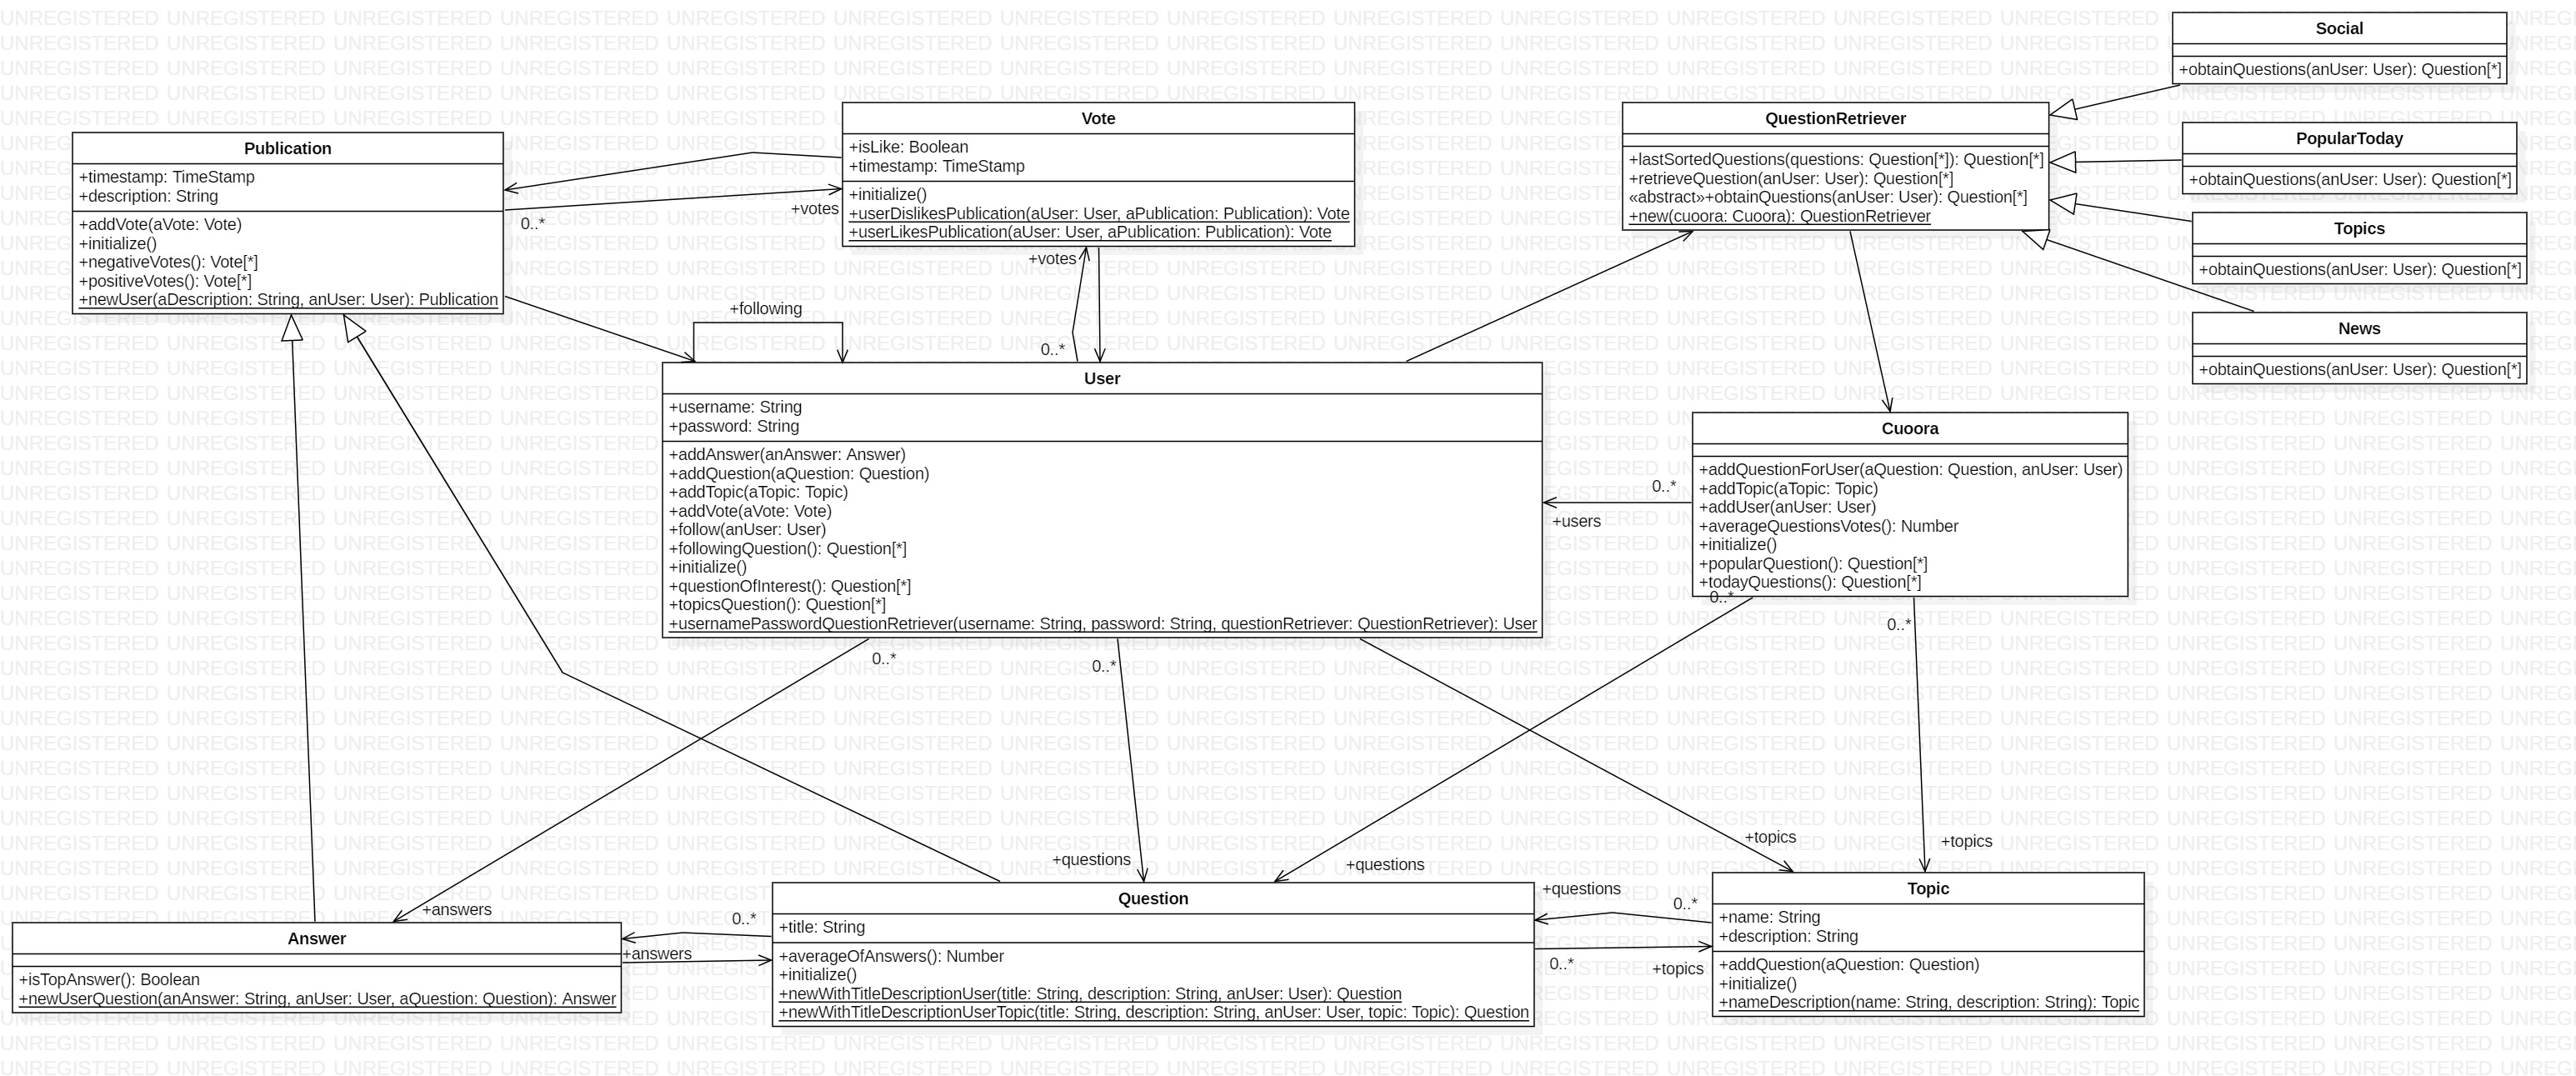 Social
+obtainQuestions(anUser: User): Question[*]
PopularToday
+obtainQuestions(anUser: User): Question[*]
Topics
+obtainQuestions(anUser: User): Question[*]
News
+obtainQuestions(anUser: User): Question[*]
QuestionRetriever
+lastSortedQuestions(questions: Question[*]): Question[*]
+retrieveQuestion(anUser: User): Question[*]
«abstract»+obtainQuestions(anUser: User): Question[*]
+new(cuoora: Cuoora): QuestionRetriever
Vote
+isLike: Boolean
+timestamp: TimeStamp
+initialize()
+userDislikesPublication(aUser: User, aPublication: Publication): Vote
+userLikesPublication(aUser: User, aPublication: Publication): Vote
Publication
+timestamp: TimeStamp
+description: String
+addVote(aVote: Vote)
+initialize()
+negativeVotes(): Vote[*]
+positiveVotes(): Vote[*]
+newUser(aDescription: String, anUser: User): Publication
0..*
+votes
+votes
0..*
+following
User
+username: String
+password: String
+addAnswer(anAnswer: Answer)
+addQuestion(aQuestion: Question)
+addTopic(aTopic: Topic)
+addVote(aVote: Vote)
+follow(anUser: User)
+followingQuestion(): Question[*]
+initialize()
+questionOfInterest(): Question[*]
+topicsQuestion(): Question[*]
+usernamePasswordQuestionRetriever(username: String, password: String, questionRetriever: QuestionRetriever): User
Cuoora
+addQuestionForUser(aQuestion: Question, anUser: User)
+addTopic(aTopic: Topic)
+addUser(anUser: User)
+averageQuestionsVotes(): Number
+initialize()
+popularQuestion(): Question[*]
+todayQuestions(): Question[*]
0..*
+users
0..*
0..*
0..*
0..*
+topics
+topics
+questions
+questions
+answers
Answer
+isTopAnswer(): Boolean
+newUserQuestion(anAnswer: String, anUser: User, aQuestion: Question): Answer
0..*
+answers
Question
+title: String
+averageOfAnswers(): Number
+initialize()
+newWithTitleDescriptionUser(title: String, description: String, anUser: User): Question
+newWithTitleDescriptionUserTopic(title: String, description: String, anUser: User, topic: Topic): Question
+questions
0..*
0..*
+topics
Topic
+name: String
+description: String
+addQuestion(aQuestion: Question)
+initialize()
+nameDescription(name: String, description: String): Topic
UNREGISTERED